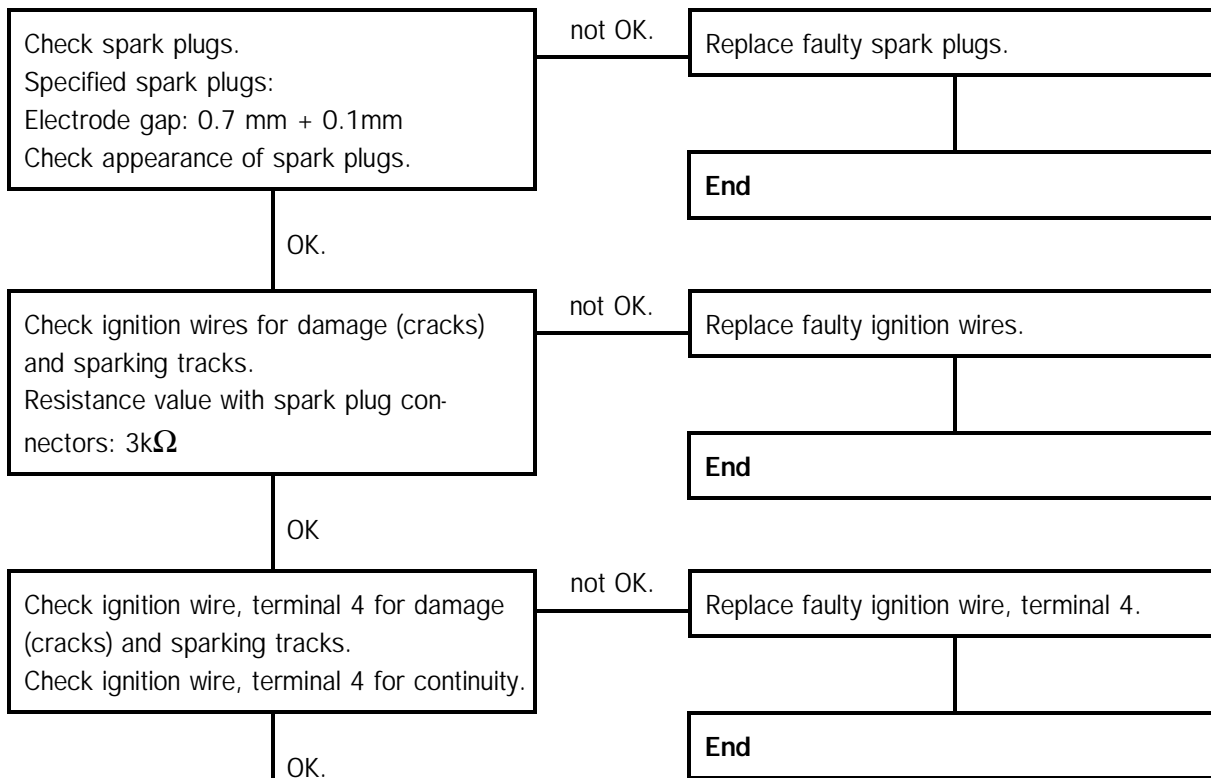 Check spark plugs.
Specified spark plugs:
Electrode gap: 0.7 mm + 0.1mm
Check appearance of spark plugs.
not OK.
Replace faulty spark plugs.
End
OK.
Check ignition wires for damage (cracks)
and sparking tracks.
Resistance value with spark plug con-
nectors: 3kΩ
not OK.
Replace faulty ignition wires.
End
OK
Check ignition wire, terminal 4 for damage
(cracks) and sparking tracks.
Check ignition wire, terminal 4 for continuity.
not OK.
Replace faulty ignition wire, terminal 4.
End
OK.